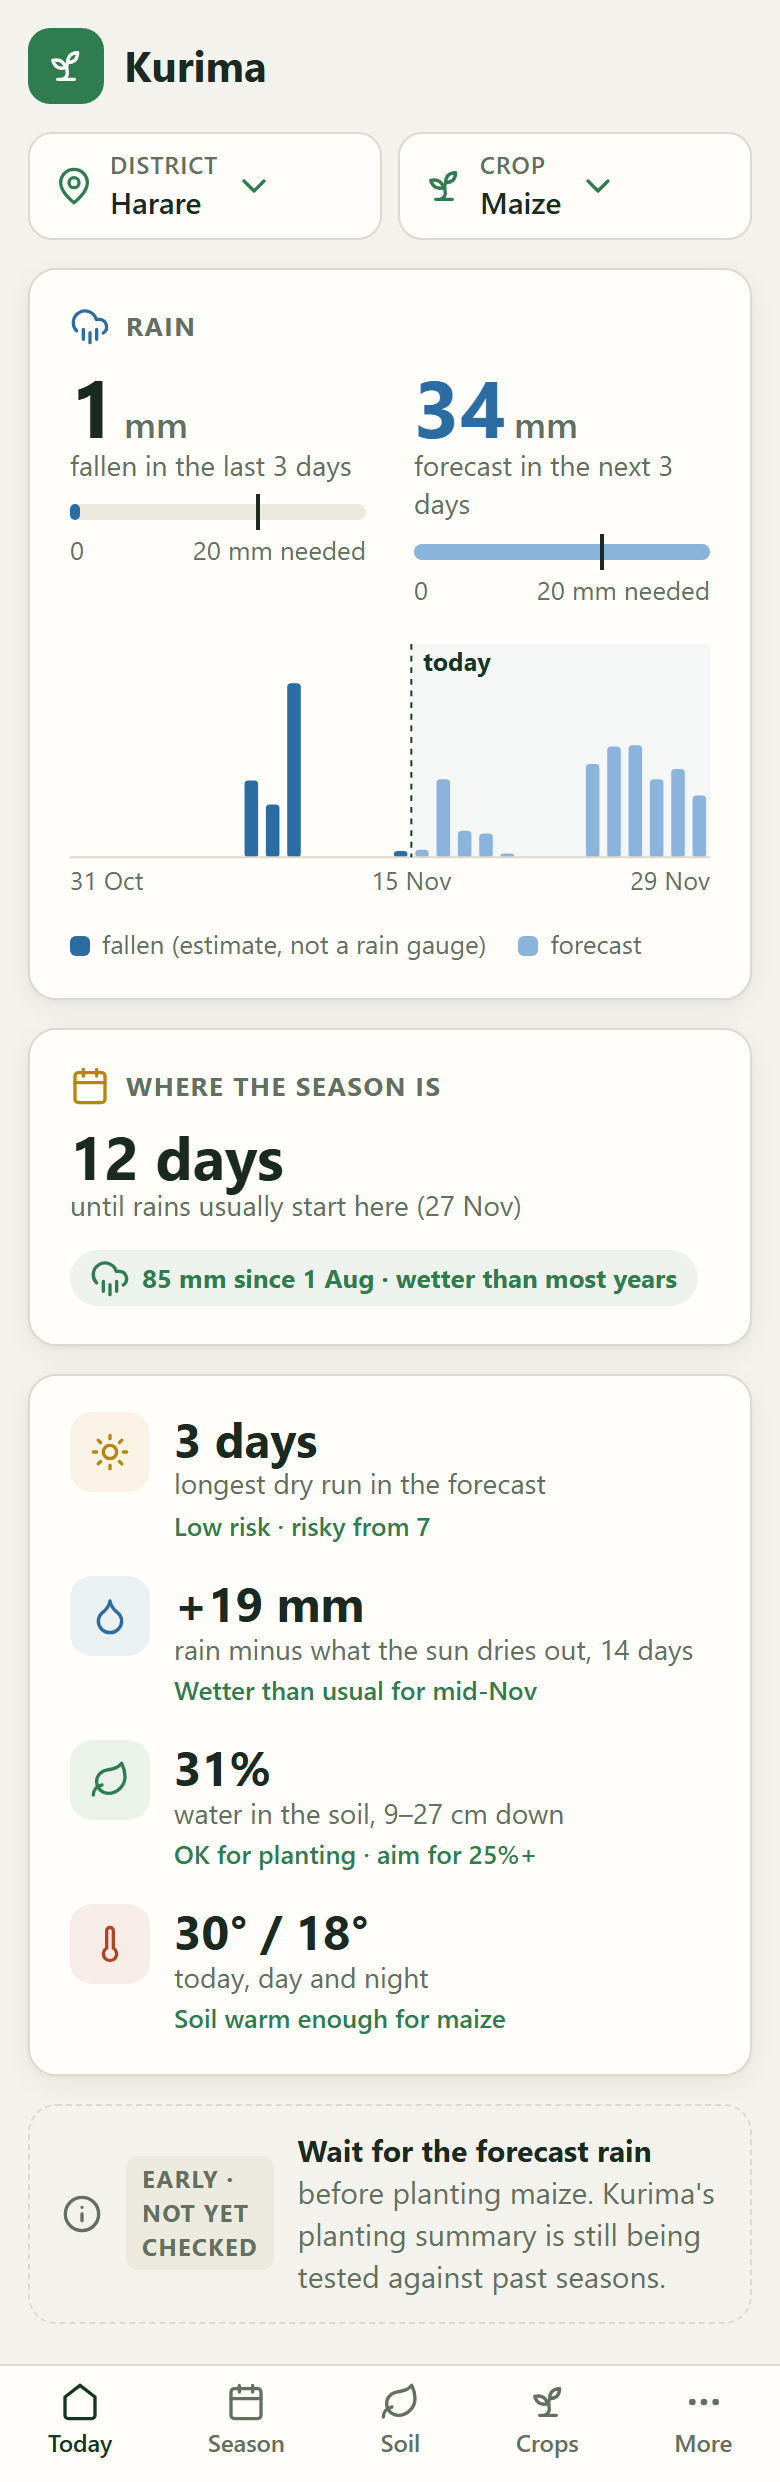 Kurima
DISTRICT
Harare
CROP
Maize
RAIN
1 mm
fallen in the last 3 days
0
20 mm needed
34 mm
forecast in the next 3
days
0
20 mm needed
today
31 Oct
15 Nov
29 Nov
fallen (estimate, not a rain gauge)
forecast
WHERE THE SEASON IS
12 days
until rains usually start here (27 Nov)
85 mm since 1 Aug · wetter than most years
3 days
longest dry run in the forecast
Low risk · risky from 7
+19 mm
rain minus what the sun dries out, 14 days
Wetter than usual for mid-Nov
31%
water in the soil, 9–27 cm down
OK for planting · aim for 25%+
30° / 18°
today, day and night
Soil warm enough for maize
EARLY ·
NOT YET
CHECKED
Wait for the forecast rain
before planting maize. Kurima's
planting summary is still being
tested against past seasons.
Today
Season
Soil
Crops
More